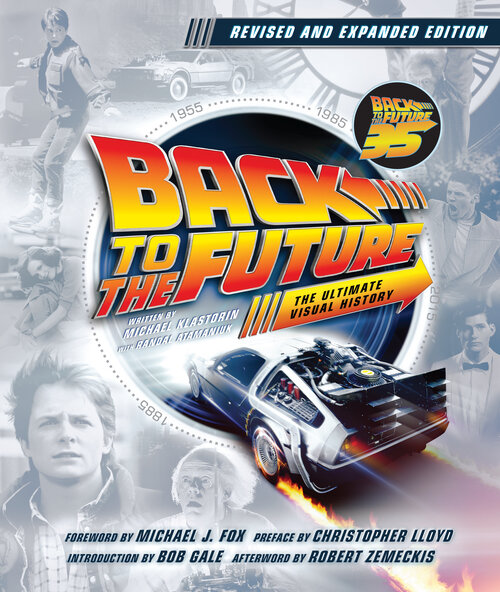 REVISED AND EXPANDED EDITION
1955
1985
BACK
TO THE
FUTURE
35
BACK
TO THE FUTURE
THE ULTIMATE
VISUAL HISTORY
WRITTEN BY
MICHAEL KLASTORIN
WITH RANDAL ATAMANIUK
2015
1885
FOREWORD BY MICHAEL J. FOX PREFACE BY CHRISTOPHER LLOYD
INTRODUCTION BY BOB GALE AFTERWORD BY ROBERT ZEMECKIS